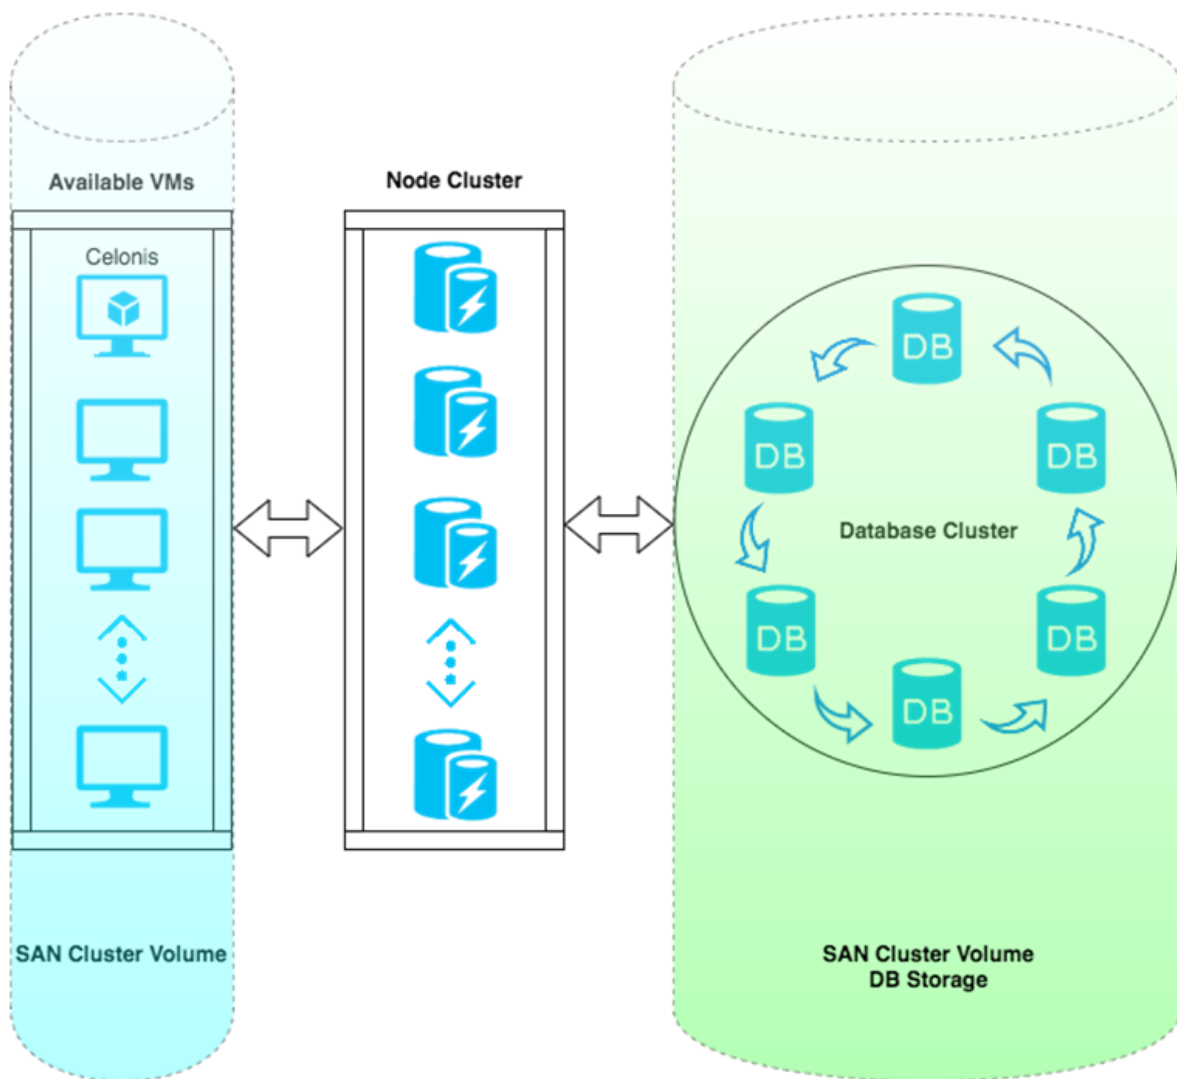 Available VMs
Celonis
SAN Cluster Volume
Node Cluster
DB
DB
DB
Database Cluster
DB
DB
DB
SAN Cluster Volume
DB Storage